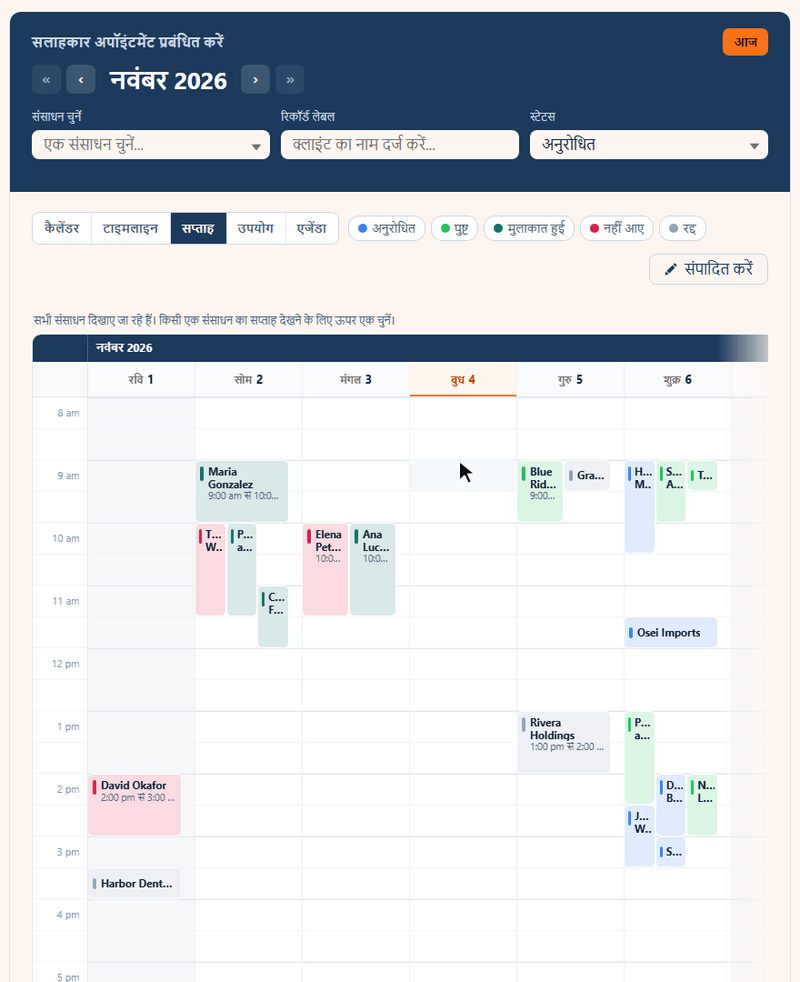 सलाहकार अपॉइंटमेंट प्रबंधित करें
आज
« ‹ नवंबर 2026 › »
संसाधन चुनें
रिकॉर्ड लेबल
स्टेटस
एक संसाधन चुनें...
क्लाइंट का नाम दर्ज करें...
अनुरोधित
कैलेंडर टाइमलाइन सप्ताह उपयोग एजेंडा
अनुरोधित पुष्ट मुलाकात हुई नहीं आए रद्द
संपादित करें
सभी संसाधन दिखाए जा रहे हैं। किसी एक संसाधन का सप्ताह देखने के लिए ऊपर एक चुनें।
नवंबर 2026
रवि 1 सोम 2 मंगल 3 बुध 4 गुरु 5 शुक्र 6
8 am
9 am
Maria
Gonzalez
9:00 am से 10:0...
Blue
Rid...
9:00...
Gra...
H...
M..
S...
A...
T...
10 am
T...
W..
P...
a...
Elena
Pet...
10:0...
Ana
Luc...
10:0...
11 am
C...
F...
Osei Imports
12 pm
1 pm
Rivera
Holdings
1:00 pm से 2:00 ...
P...
a...
2 pm
David Okafor
2:00 pm से 3:00 ...
D...
B...
N...
L...
J...
W..
3 pm
S...
Harbor Dent...
4 pm
5 pm